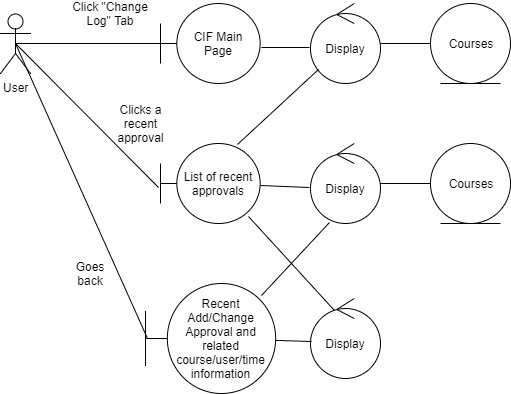 Click "Change
Log" Tab
CIF Main
Page
Display
Courses
User
Clicks a
recent
approval
List of recent
approvals
Display
Courses
Goes
back
Recent
Add/Change
Approval and
related
course/user/time
information
Display